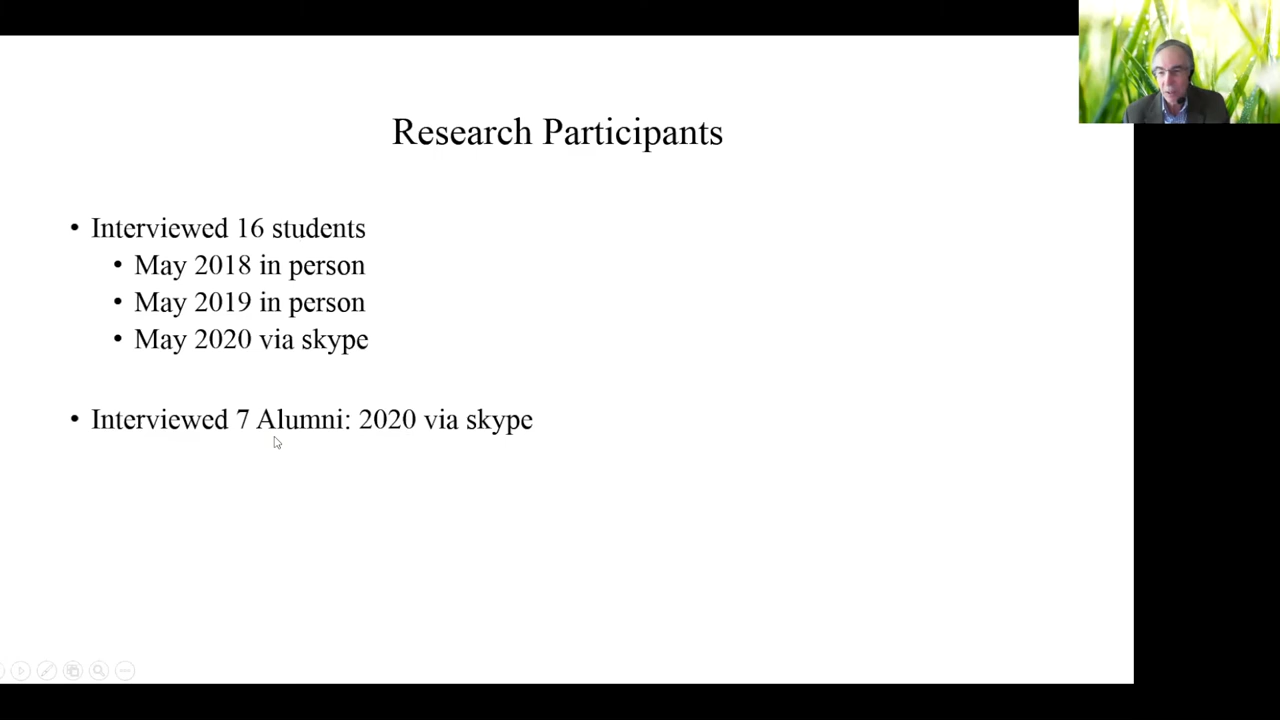 Research Participants
• Interviewed 16 students
• May 2018 in person
• May 2019 in person
• May 2020 via skype
• Interviewed 7 Alumni: 2020 via skype